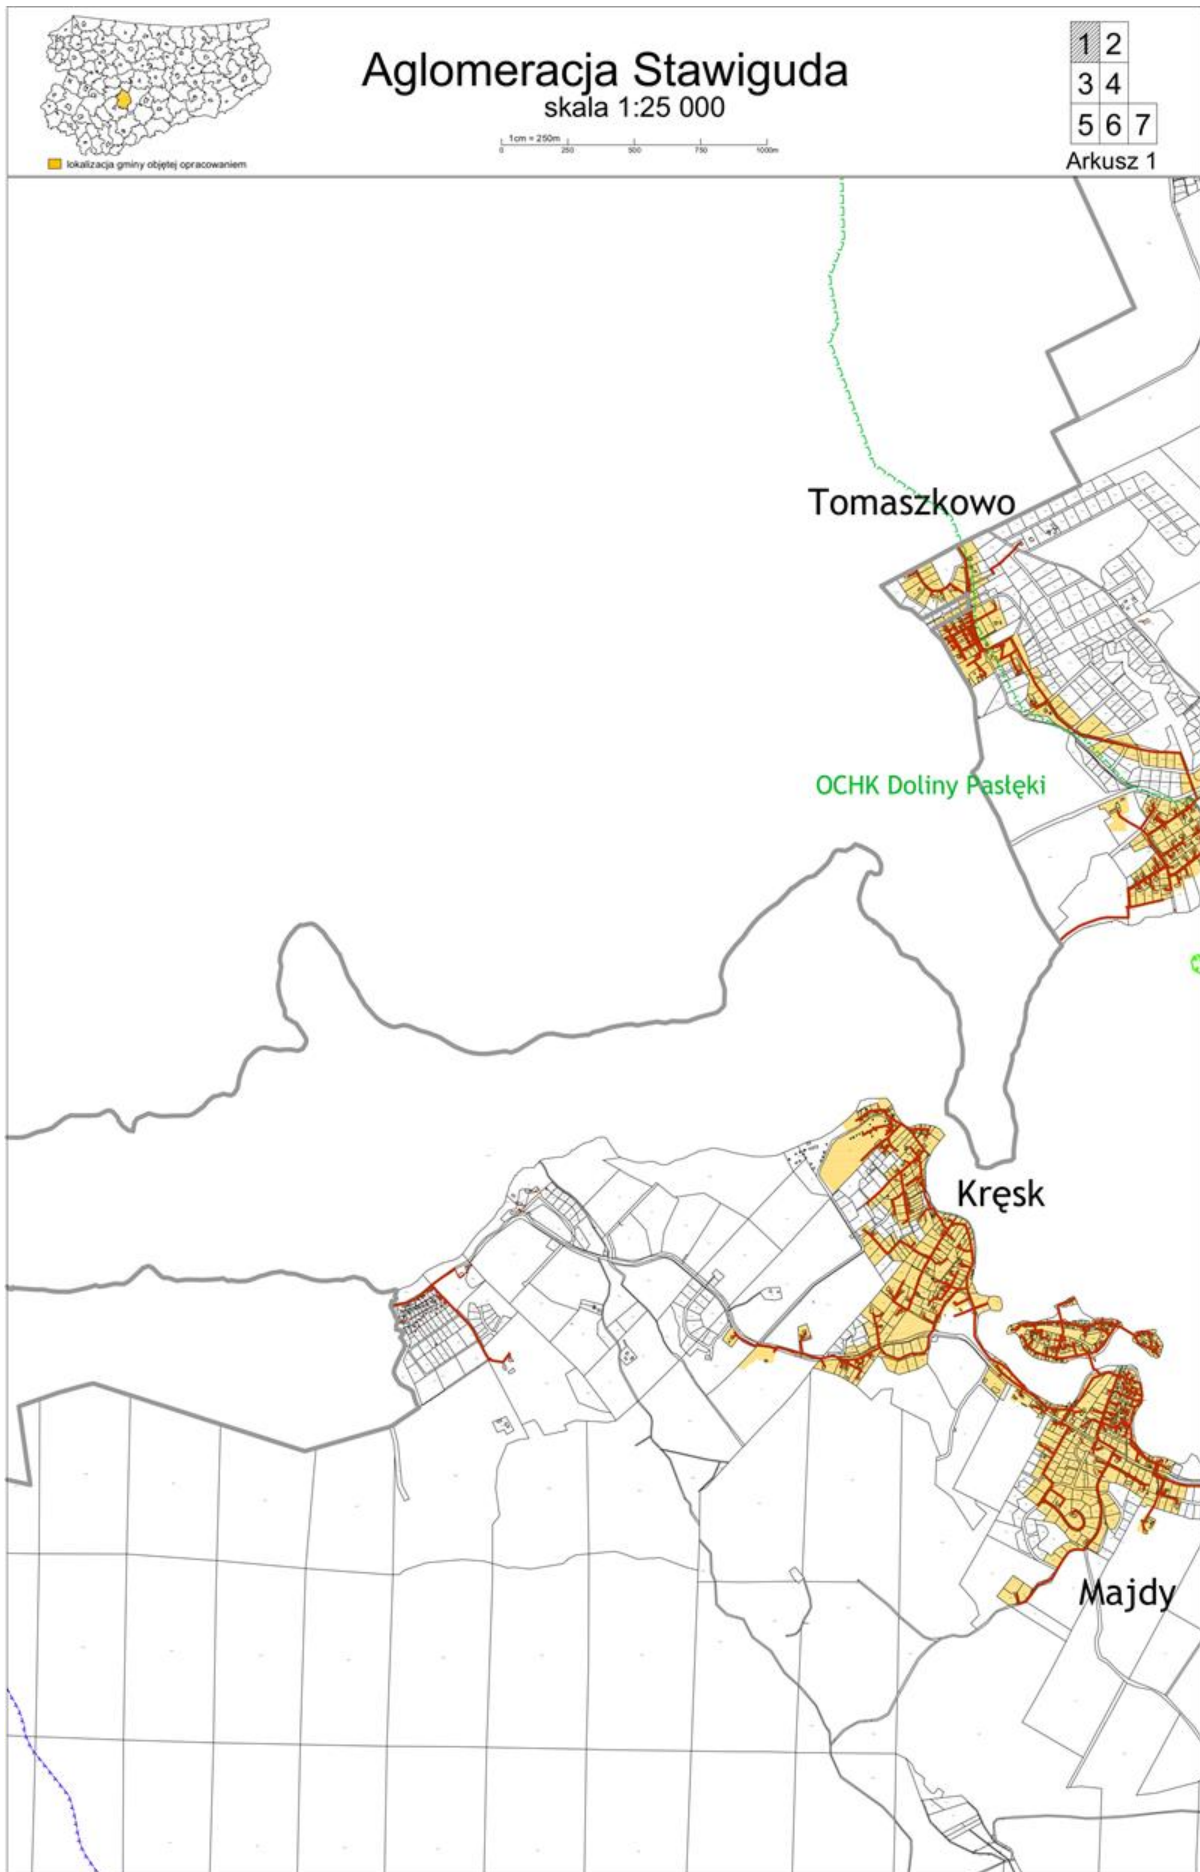 Aglomeracja Stawiguda
skala 1:25 000
1cm = 250m
0 250 500 750 1000m
lokalizacja gminy objętej opracowaniem
1 2
3 4
5 6 7
Arkusz 1
Tomaszkowo
OCHK Doliny Pasłęki
Kręsk
Majdy